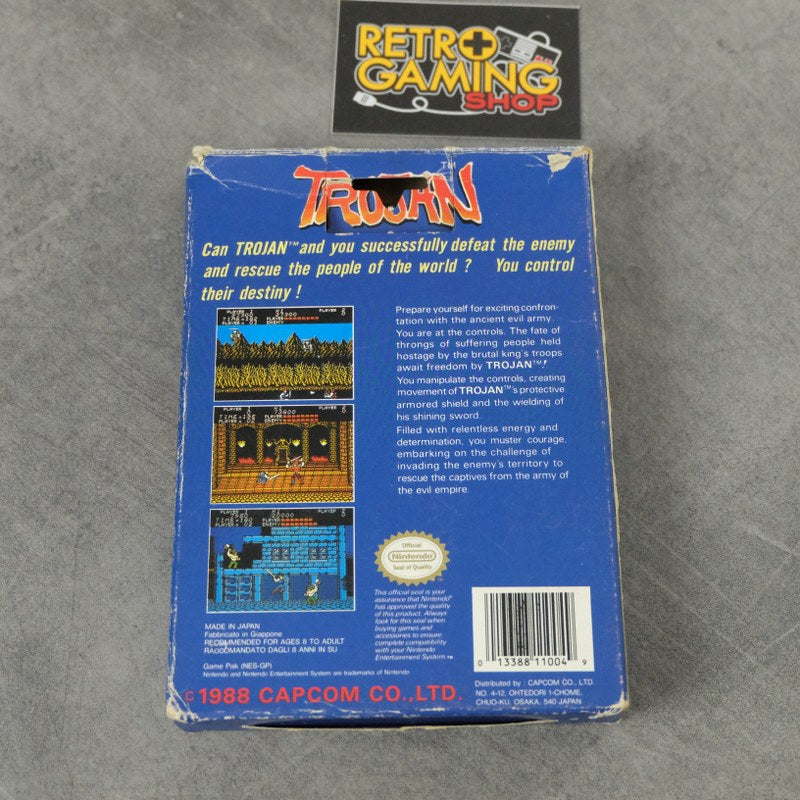 RETRO
GAMING
SHOP
TROJAN™
Can TROJAN™ and you successfully defeat the enemy
and rescue the people of the world ? You control
their destiny !
Prepare yourself for exciting confron-
tation with the ancient evil army.
You are at the controls. The fate of
throngs of suffering people held
hostage by the brutal king's troops
await freedom by TROJAN™!
You manipulate the controls, creating
movement of TROJAN™'s protective
armored shield and the wielding of
his shining sword.
Filled with relentless energy and
determination, you muster courage,
embarking on the challenge of
invading the enemy's territory to
rescue the captives from the army of
the evil empire.
Official
Nintendo
Seal of Quality
This official seal is your
assurance that Nintendo®
has approved the quality
of this product. Always
look for this seal when
buying games and
accessories to ensure
complete compatibility
with your Nintendo
Entertainment System.™
MADE IN JAPAN
Fabbricato in Giappone
RECOMMENDED FOR AGES 8 TO ADULT
RACCOMANDATO DAGLI 8 ANNI IN SU
Game Pak (NES-GP)
Nintendo and Nintendo Entertainment System are trademarks of Nintendo
© 1988 CAPCOM CO.,LTD.
0 13388 11004 9
Distributed by : CAPCOM CO., LTD.
NO. 4-12, OHTEDORI 1-CHOME,
CHUO-KU, OSAKA, 540 JAPAN